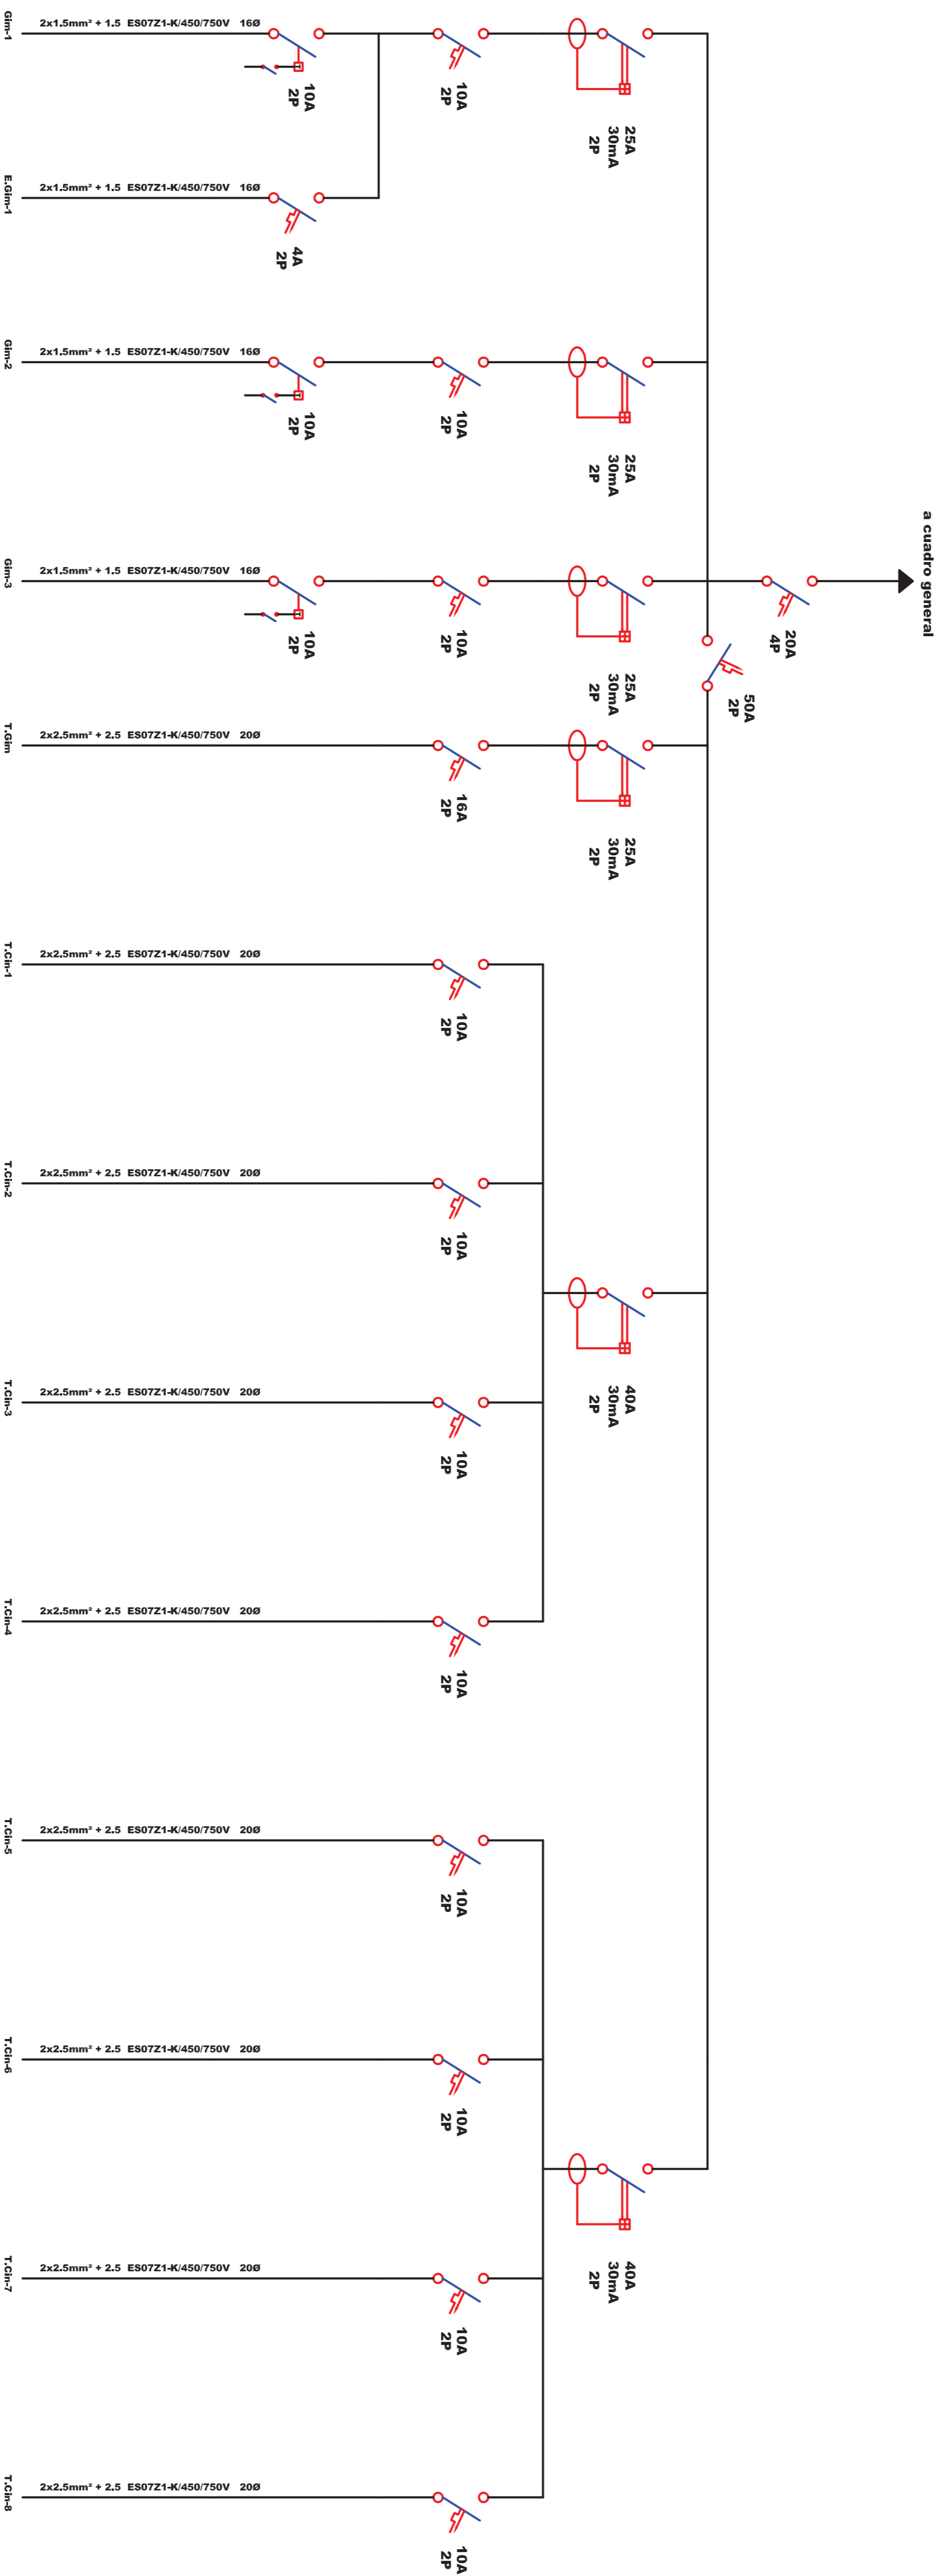 a cuadro general
20A
4P
50A
2P
25A
30mA
2P
10A
2P
10A
2P
2x1.5mm² + 1.5 ES07Z1-K/450/750V 16Ø
Gim-1
4A
2P
2x1.5mm² + 1.5 ES07Z1-K/450/750V 16Ø
E.Gim-1
25A
30mA
2P
10A
2P
10A
2P
2x1.5mm² + 1.5 ES07Z1-K/450/750V 16Ø
Gim-2
25A
30mA
2P
10A
2P
10A
2P
2x1.5mm² + 1.5 ES07Z1-K/450/750V 16Ø
Gim-3
25A
30mA
2P
16A
2P
2x2.5mm² + 2.5 ES07Z1-K/450/750V 20Ø
T.Gim
40A
30mA
2P
10A
2P
2x2.5mm² + 2.5 ES07Z1-K/450/750V 20Ø
T.Cin-1
10A
2P
2x2.5mm² + 2.5 ES07Z1-K/450/750V 20Ø
T.Cin-2
10A
2P
2x2.5mm² + 2.5 ES07Z1-K/450/750V 20Ø
T.Cin-3
10A
2P
2x2.5mm² + 2.5 ES07Z1-K/450/750V 20Ø
T.Cin-4
40A
30mA
2P
10A
2P
2x2.5mm² + 2.5 ES07Z1-K/450/750V 20Ø
T.Cin-5
10A
2P
2x2.5mm² + 2.5 ES07Z1-K/450/750V 20Ø
T.Cin-6
10A
2P
2x2.5mm² + 2.5 ES07Z1-K/450/750V 20Ø
T.Cin-7
10A
2P
2x2.5mm² + 2.5 ES07Z1-K/450/750V 20Ø
T.Cin-8